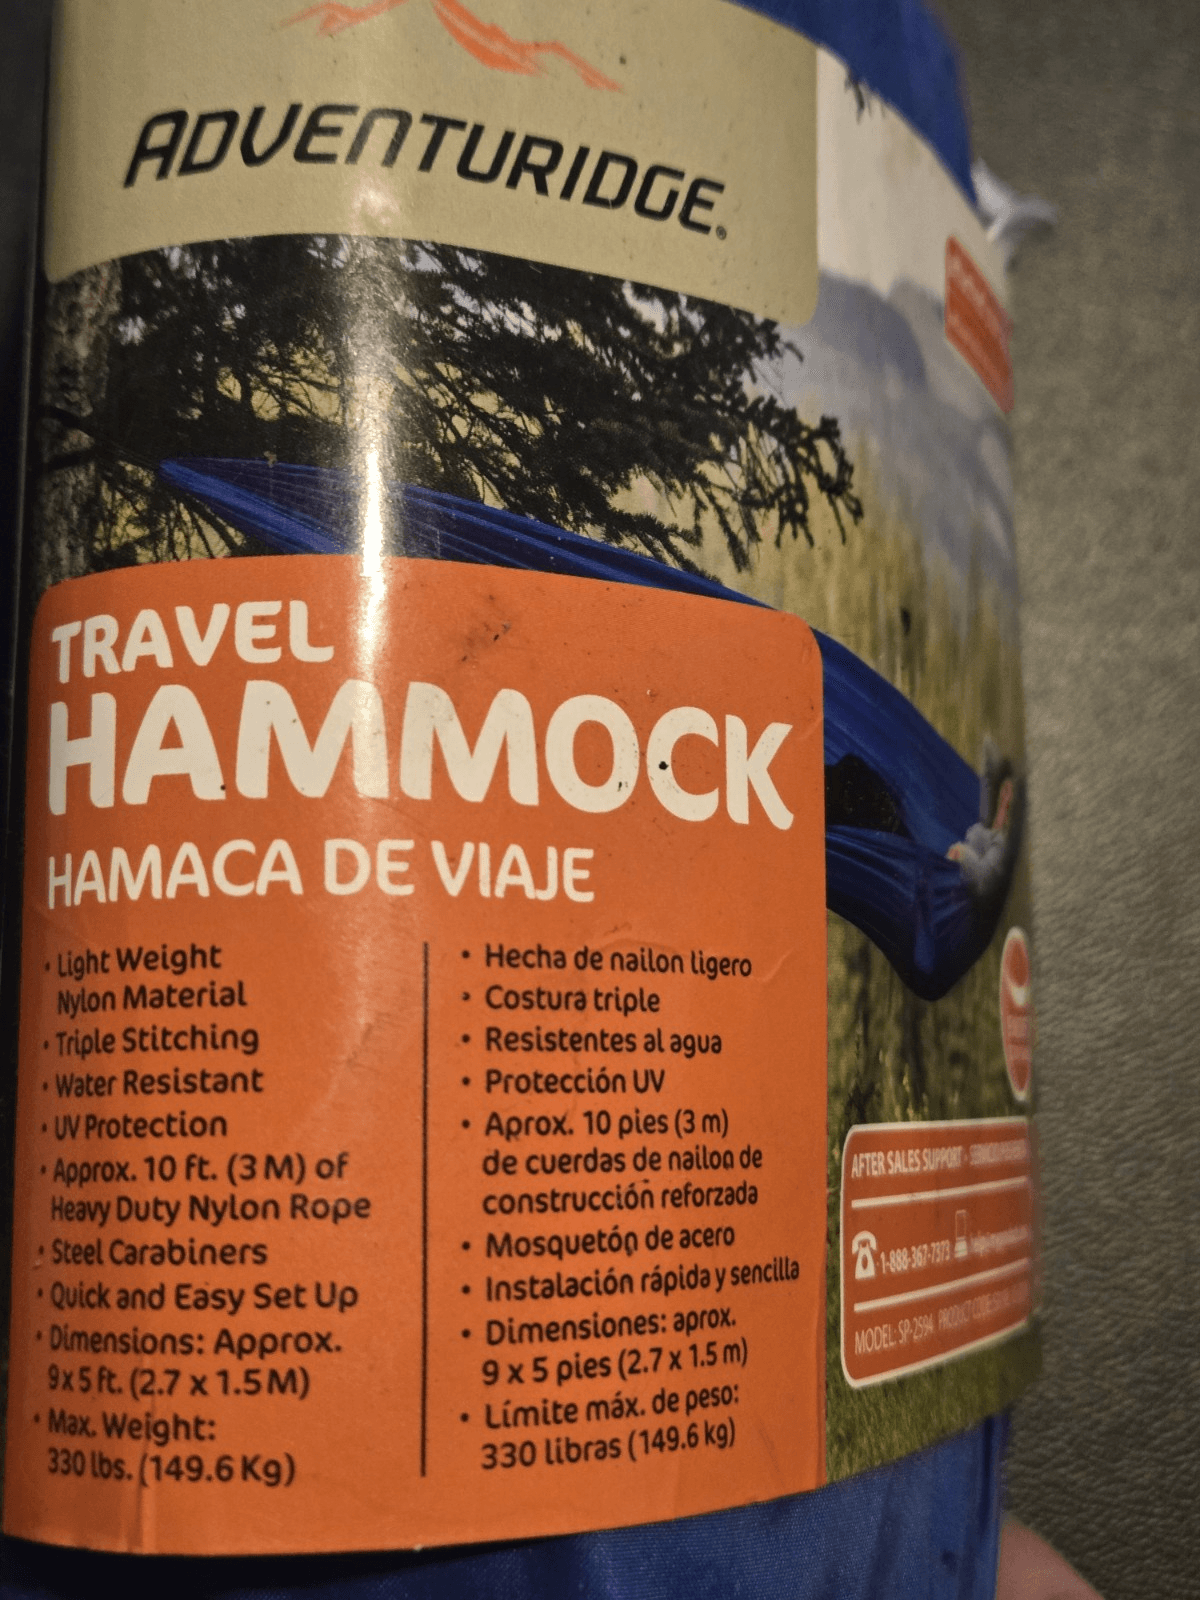 ADVENTURIDGE®
TRAVEL
HAMMOCK
HAMACA DE VIAJE
• Light Weight
Nylon Material
• Triple Stitching
• Water Resistant
• UV Protection
• Approx. 10 ft. (3 M) of
Heavy Duty Nylon Rope
• Steel Carabiners
• Quick and Easy Set Up
• Dimensions: Approx.
9 x 5 ft. (2.7 x 1.5 M)
• Max. Weight:
330 lbs. (149.6 Kg)
• Hecha de nailon ligero
• Costura triple
• Resistentes al agua
• Protección UV
• Aprox. 10 pies (3 m)
de cuerdas de nailon de
construcción reforzada
• Mosquetón de acero
• Instalación rápida y sencilla
• Dimensiones: aprox.
9 x 5 pies (2.7 x 1.5 m)
• Límite máx. de peso:
330 libras (149.6 kg)
AFTER SALES SUPPORT •
1-888-367-7373
MODEL: SP-2594 PRODUCT CODE: